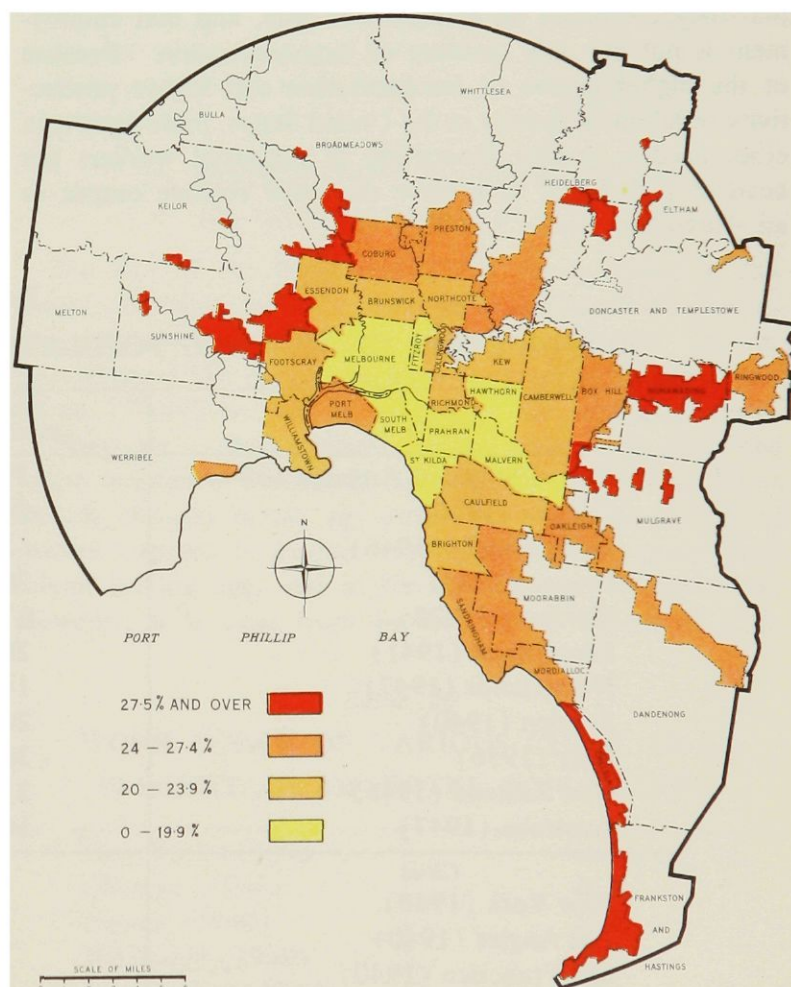 WHITTLESEA
BULLA
BROADMEADOWS
HEIDELBERG
ELTHAM
KEILOR
PRESTON
COBURG
ESSENDON
BRUNSWICK
NORTHCOTE
MELTON
SUNSHINE
DONCASTER AND TEMPLESTOWE
FOOTSCRAY
MELBOURNE
FITZROY
COLLINGWOOD
KEW
CAMBERWELL
BOX HILL
NUNAWADING
RINGWOOD
HAWTHORN
RICHMOND
PORT
MELB
SOUTH
MELB
PRAHRAN
WILLIAMSTOWN
ST KILDA
MALVERN
WERRIBEE
CAULFIELD
OAKLEIGH
MULGRAVE
BRIGHTON
N
MOORABBIN
SANDRINGHAM
PORT PHILLIP BAY
MORDIALLOC
27·5% AND OVER
24 – 27·4 %
20 – 23·9 %
0 – 19·9 %
DANDENONG
FRANKSTON
AND
HASTINGS
SCALE OF MILES